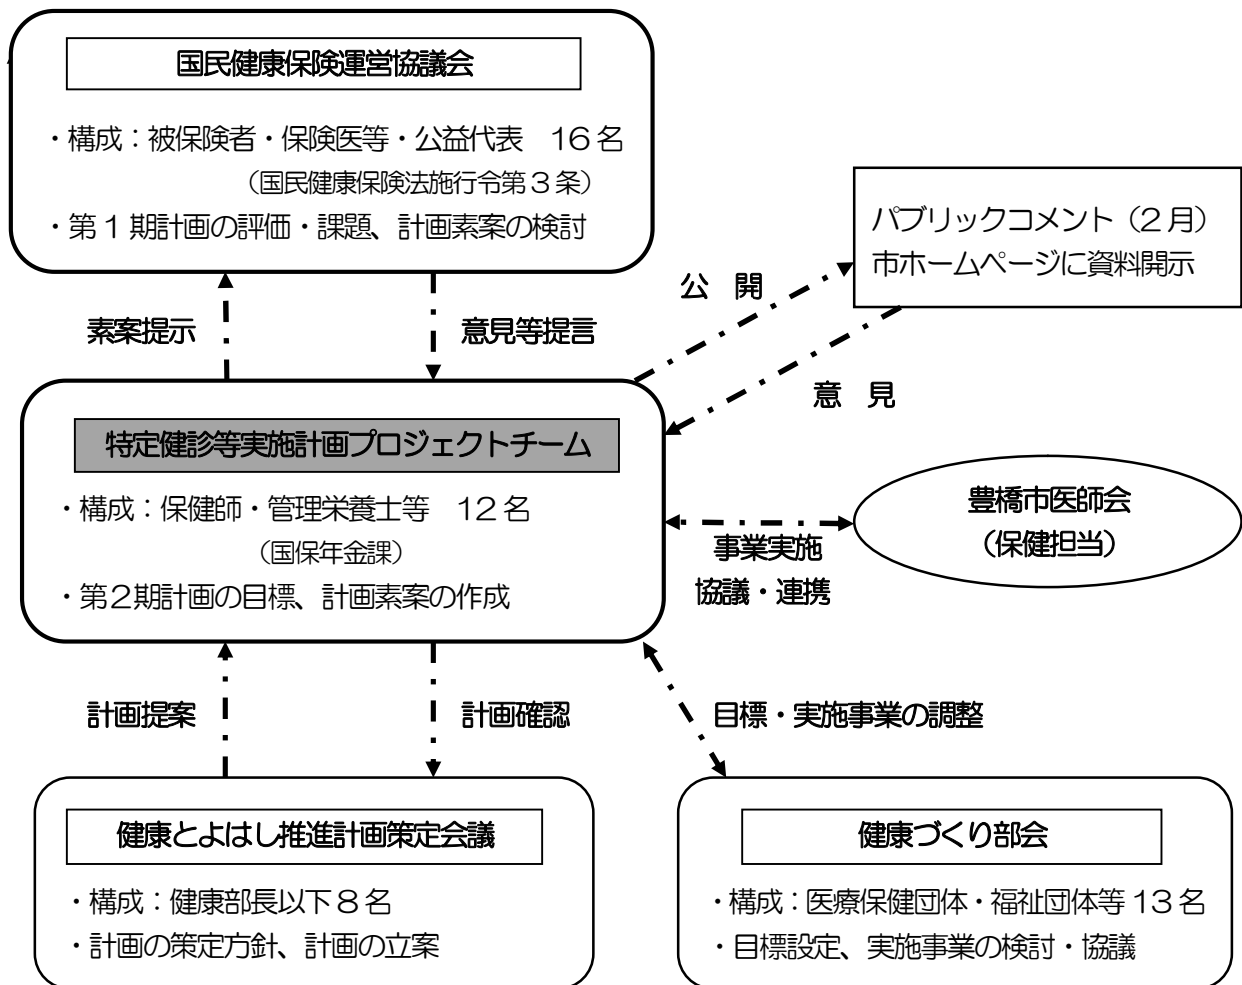 国民健康保険運営協議会
・構成：被保険者・保険医等・公益代表　16名
（国民健康保険法施行令第3条）
・第1期計画の評価・課題、計画素案の検討
パブリックコメント（2月）
市ホームページに資料開示
公　開
素案提示
意見等提言
意　見
特定健診等実施計画プロジェクトチーム
・構成：保健師・管理栄養士等　12名
（国保年金課）
・第2期計画の目標、計画素案の作成
豊橋市医師会
（保健担当）
事業実施
協議・連携
計画提案
計画確認
目標・実施事業の調整
健康とよはし推進計画策定会議
・構成：健康部長以下8名
・計画の策定方針、計画の立案
健康づくり部会
・構成：医療保健団体・福祉団体等13名
・目標設定、実施事業の検討・協議